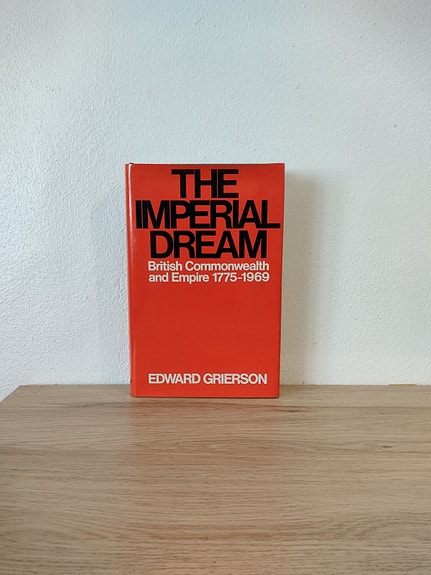 THE
IMPERIAL
DREAM
British Commonwealth
and Empire 1775-1969
EDWARD GRIERSON